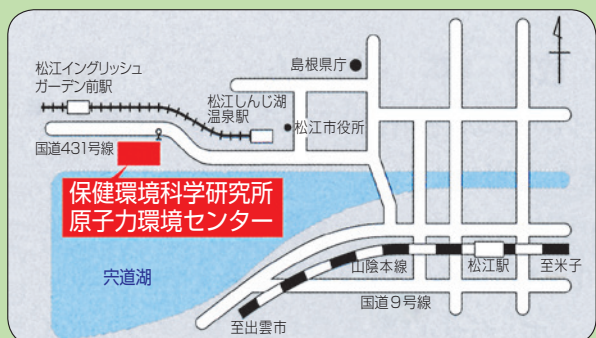 島根県庁
松江イングリッシュ
ガーデン前駅
松江しんじ湖
温泉駅
松江市役所
国道431号線
保健環境科学研究所
原子力環境センター
宍道湖
山陰本線
松江駅
至米子
国道9号線
至出雲市